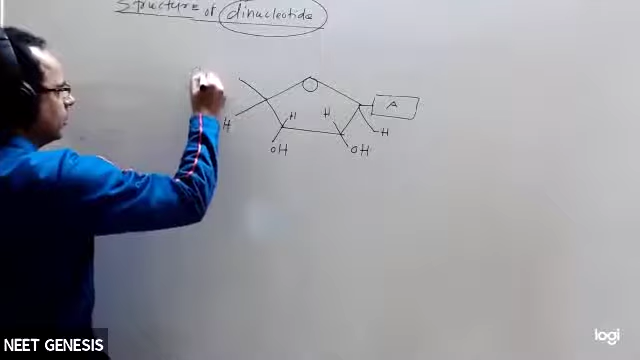 Structure of dinucleotide
A
H
H
H
H
OH
OH
NEET GENESIS
logi